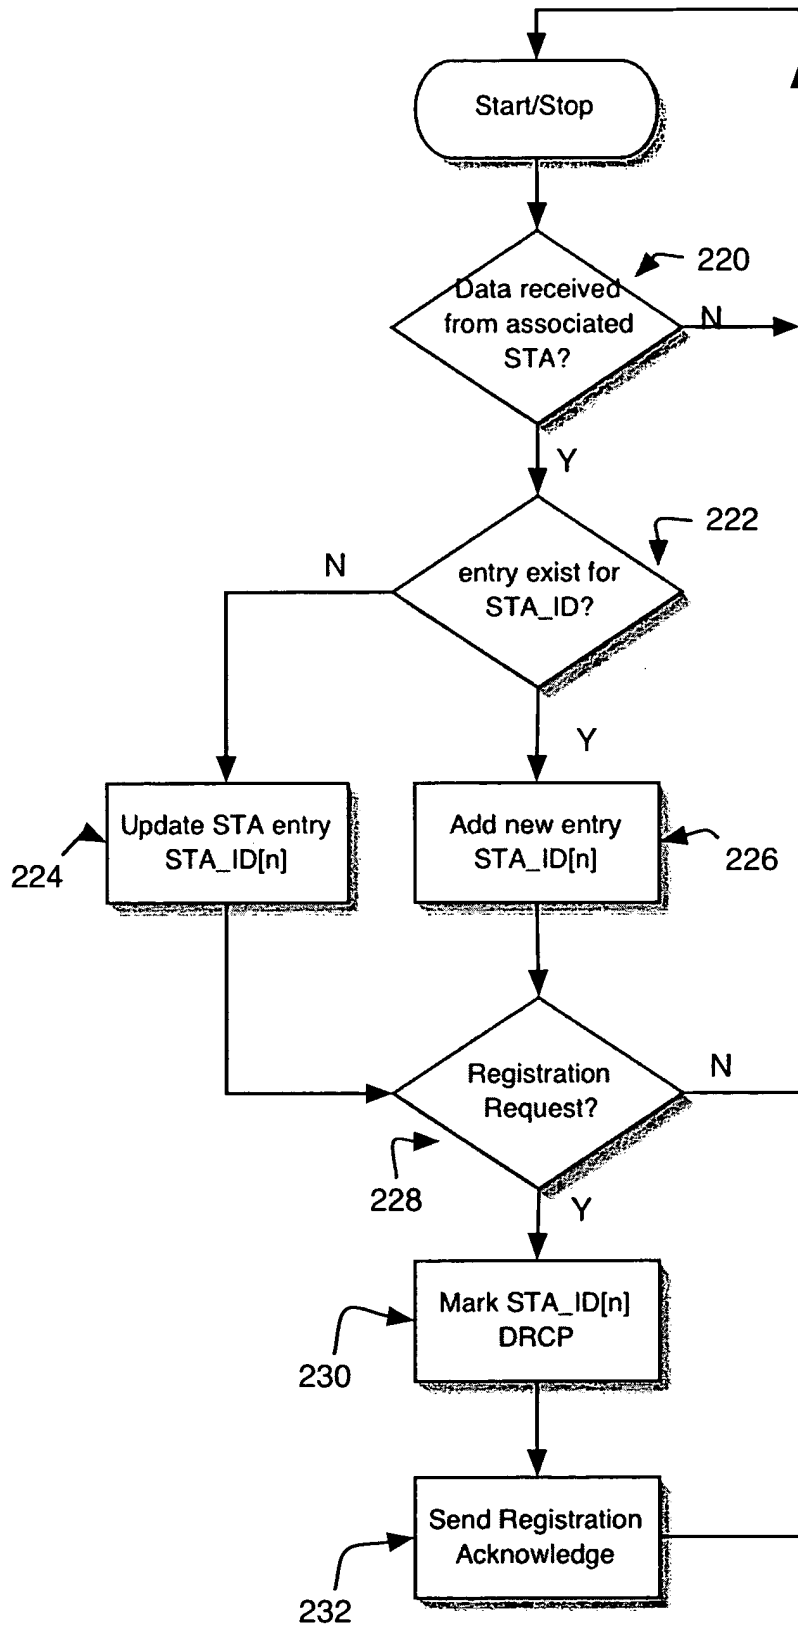 Start/Stop
220
Data received
from associated
STA?
N
Y
222
entry exist for
STA_ID?
N
Y
Update STA entry
STA_ID[n]
224
Add new entry
STA_ID[n]
226
Registration
Request?
N
228
Y
Mark STA_ID[n]
DRCP
230
Send Registration
Acknowledge
232